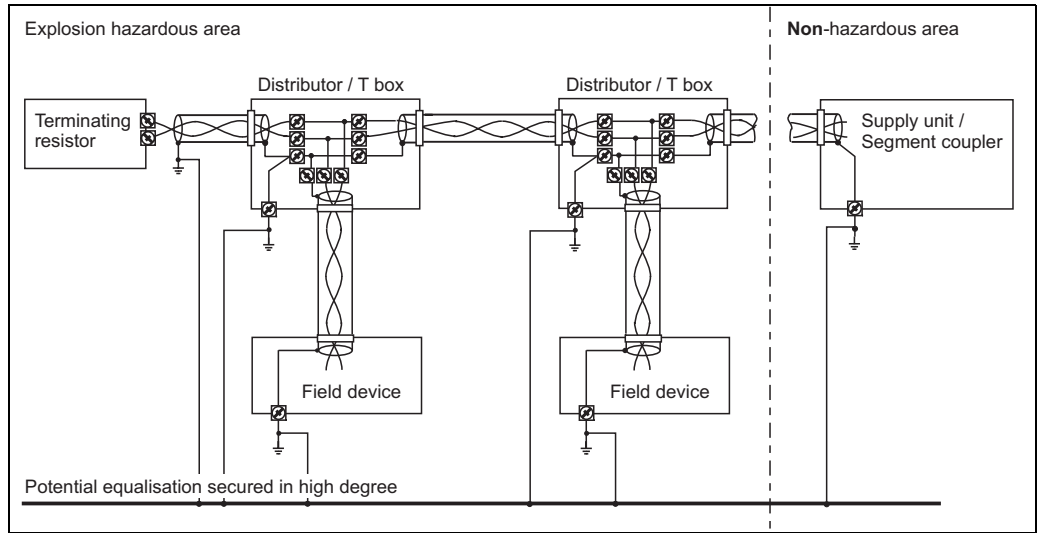 Explosion hazardous area
Non-hazardous area
Distributor / T box
Distributor / T box
Terminating
resistor
Supply unit /
Segment coupler
Field device
Field device
Potential equalisation secured in high degree